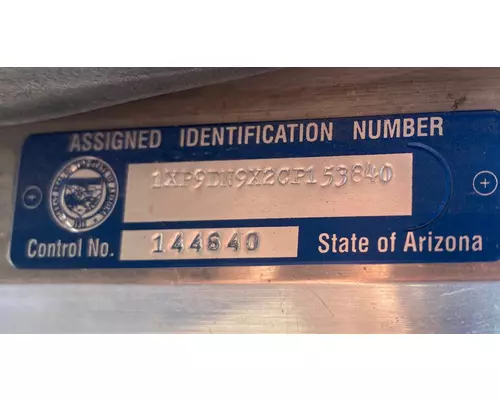 ASSIGNED IDENTIFICATION NUMBER
1XP9DN9X2CP153840
Control No. 144640 State of Arizona